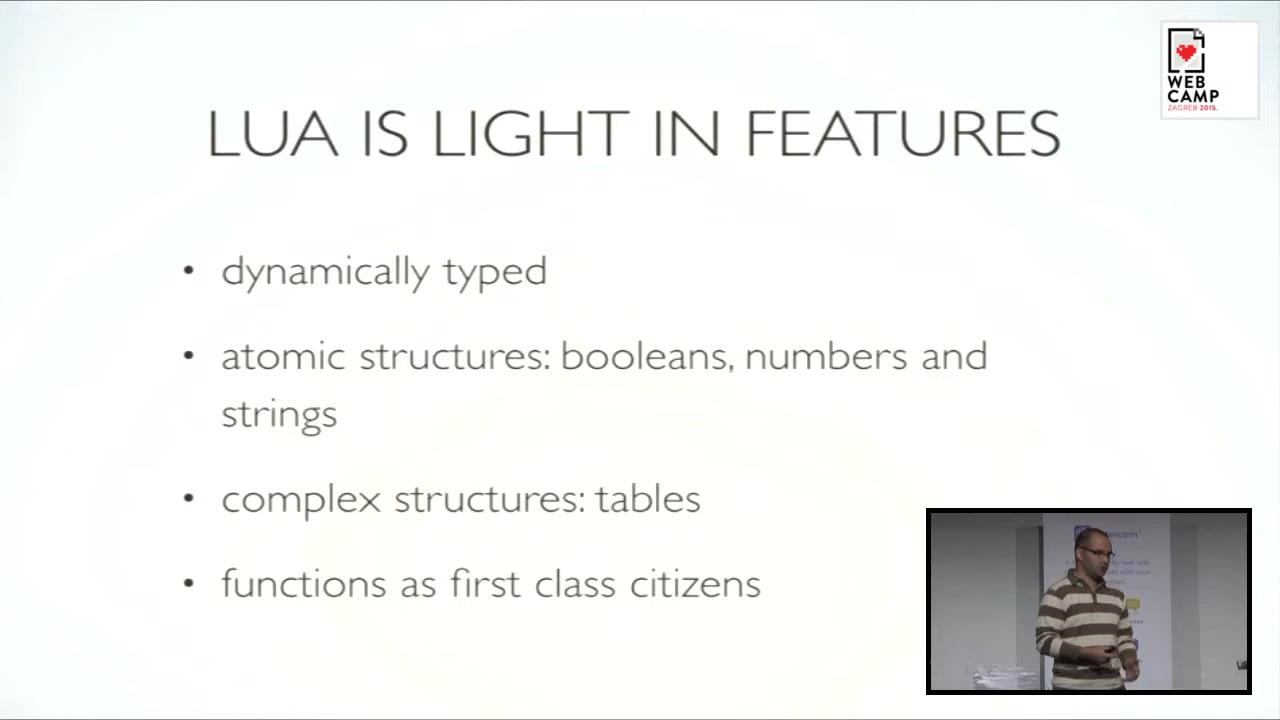 WEB
CAMP
ZAGREB 2015.
LUA IS LIGHT IN FEATURES
• dynamically typed
• atomic structures: booleans, numbers and
strings
• complex structures: tables
• functions as first class citizens